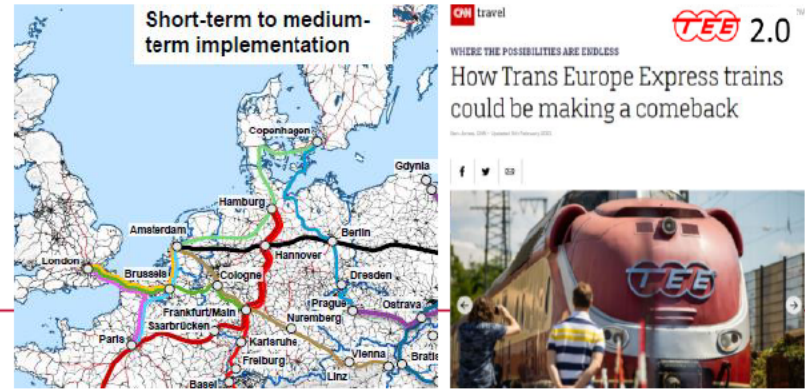 Short-term to medium-
term implementation
Copenhagen
Gdynia
Hamburg
Amsterdam
Berlin
Hannover
London
Brussels
Cologne
Dresden
Frankfurt/Main
Prague
Ostrava
Saarbrücken
Nuremberg
Paris
Karlsruhe
Vienna
Bratis
Freiburg
Linz
Basel
CNN travel
TEE 2.0
WHERE THE POSSIBILITIES ARE ENDLESS
How Trans Europe Express trains
could be making a comeback
f
TEE